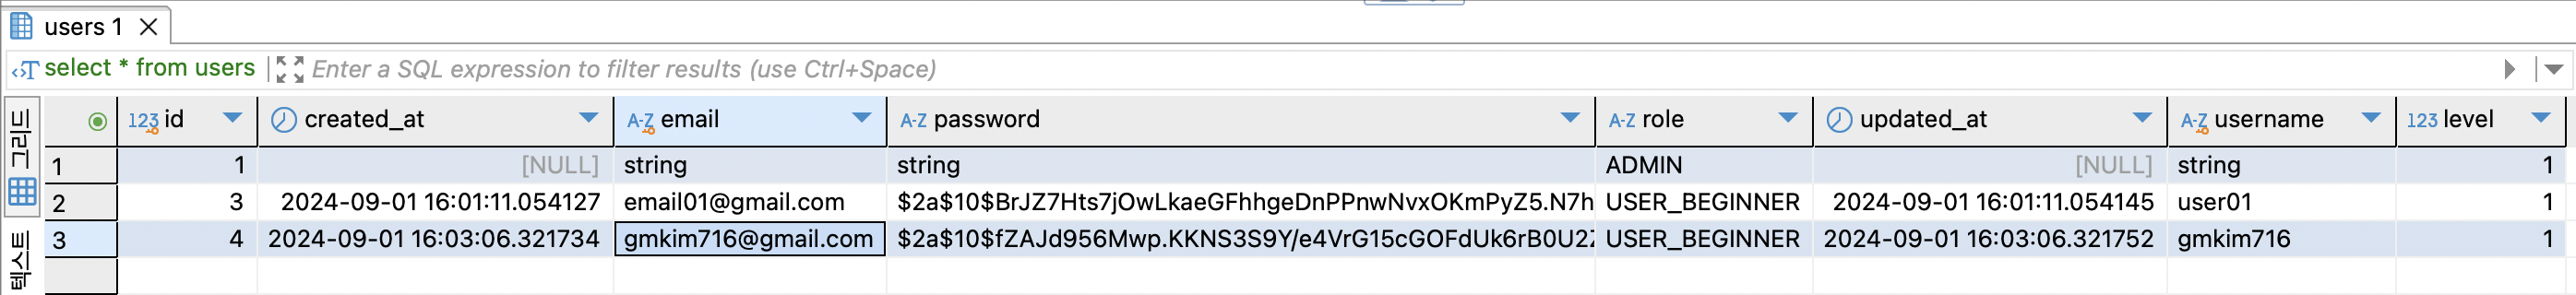 users 1
select * from users Enter a SQL expression to filter results (use Ctrl+Space)
그리드
텍스트
123 id A-Z created_at A-Z email A-Z password A-Z role updated_at A-Z username 123 level
1 1 [NULL] string string ADMIN [NULL] string 1
2 3 2024-09-01 16:01:11.054127 email01@gmail.com $2a$10$BrJZ7Hts7jOwLkaeGFhhgeDnPPnwNvxOKmPyZ5.N7h USER_BEGINNER 2024-09-01 16:01:11.054145 user01 1
3 4 2024-09-01 16:03:06.321734 gmkim716@gmail.com $2a$10$fZAJd956Mwp.KKNS3S9Y/e4VrG15cGOFdUk6rB0U2Z USER_BEGINNER 2024-09-01 16:03:06.321752 gmkim716 1